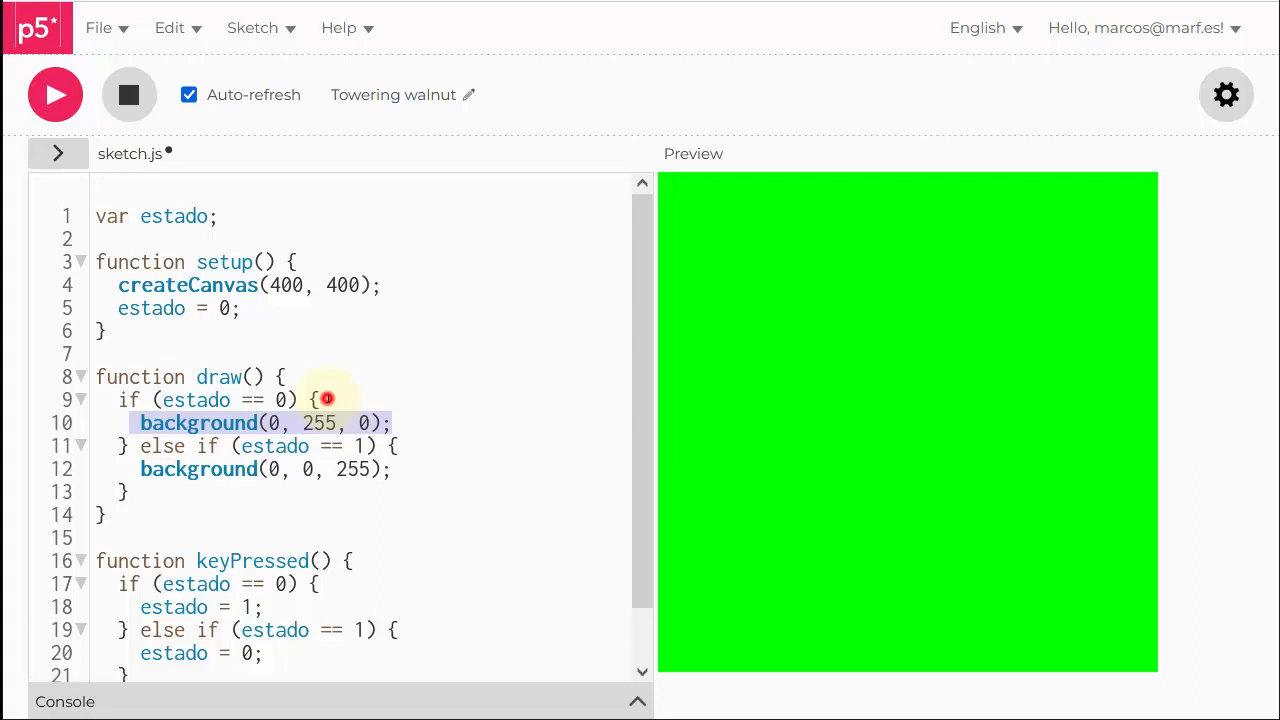 p5* File Edit Sketch Help English Hello, marcos@marf.es!
Auto-refresh Towering walnut
> sketch.js• Preview
1 var estado;
2
3 function setup() {
4 createCanvas(400, 400);
5 estado = 0;
6 }
7
8 function draw() {
9 if (estado == 0) {
10 background(0, 255, 0);
11 } else if (estado == 1) {
12 background(0, 0, 255);
13 }
14 }
15
16 function keyPressed() {
17 if (estado == 0) {
18 estado = 1;
19 } else if (estado == 1) {
20 estado = 0;
21 }
Console